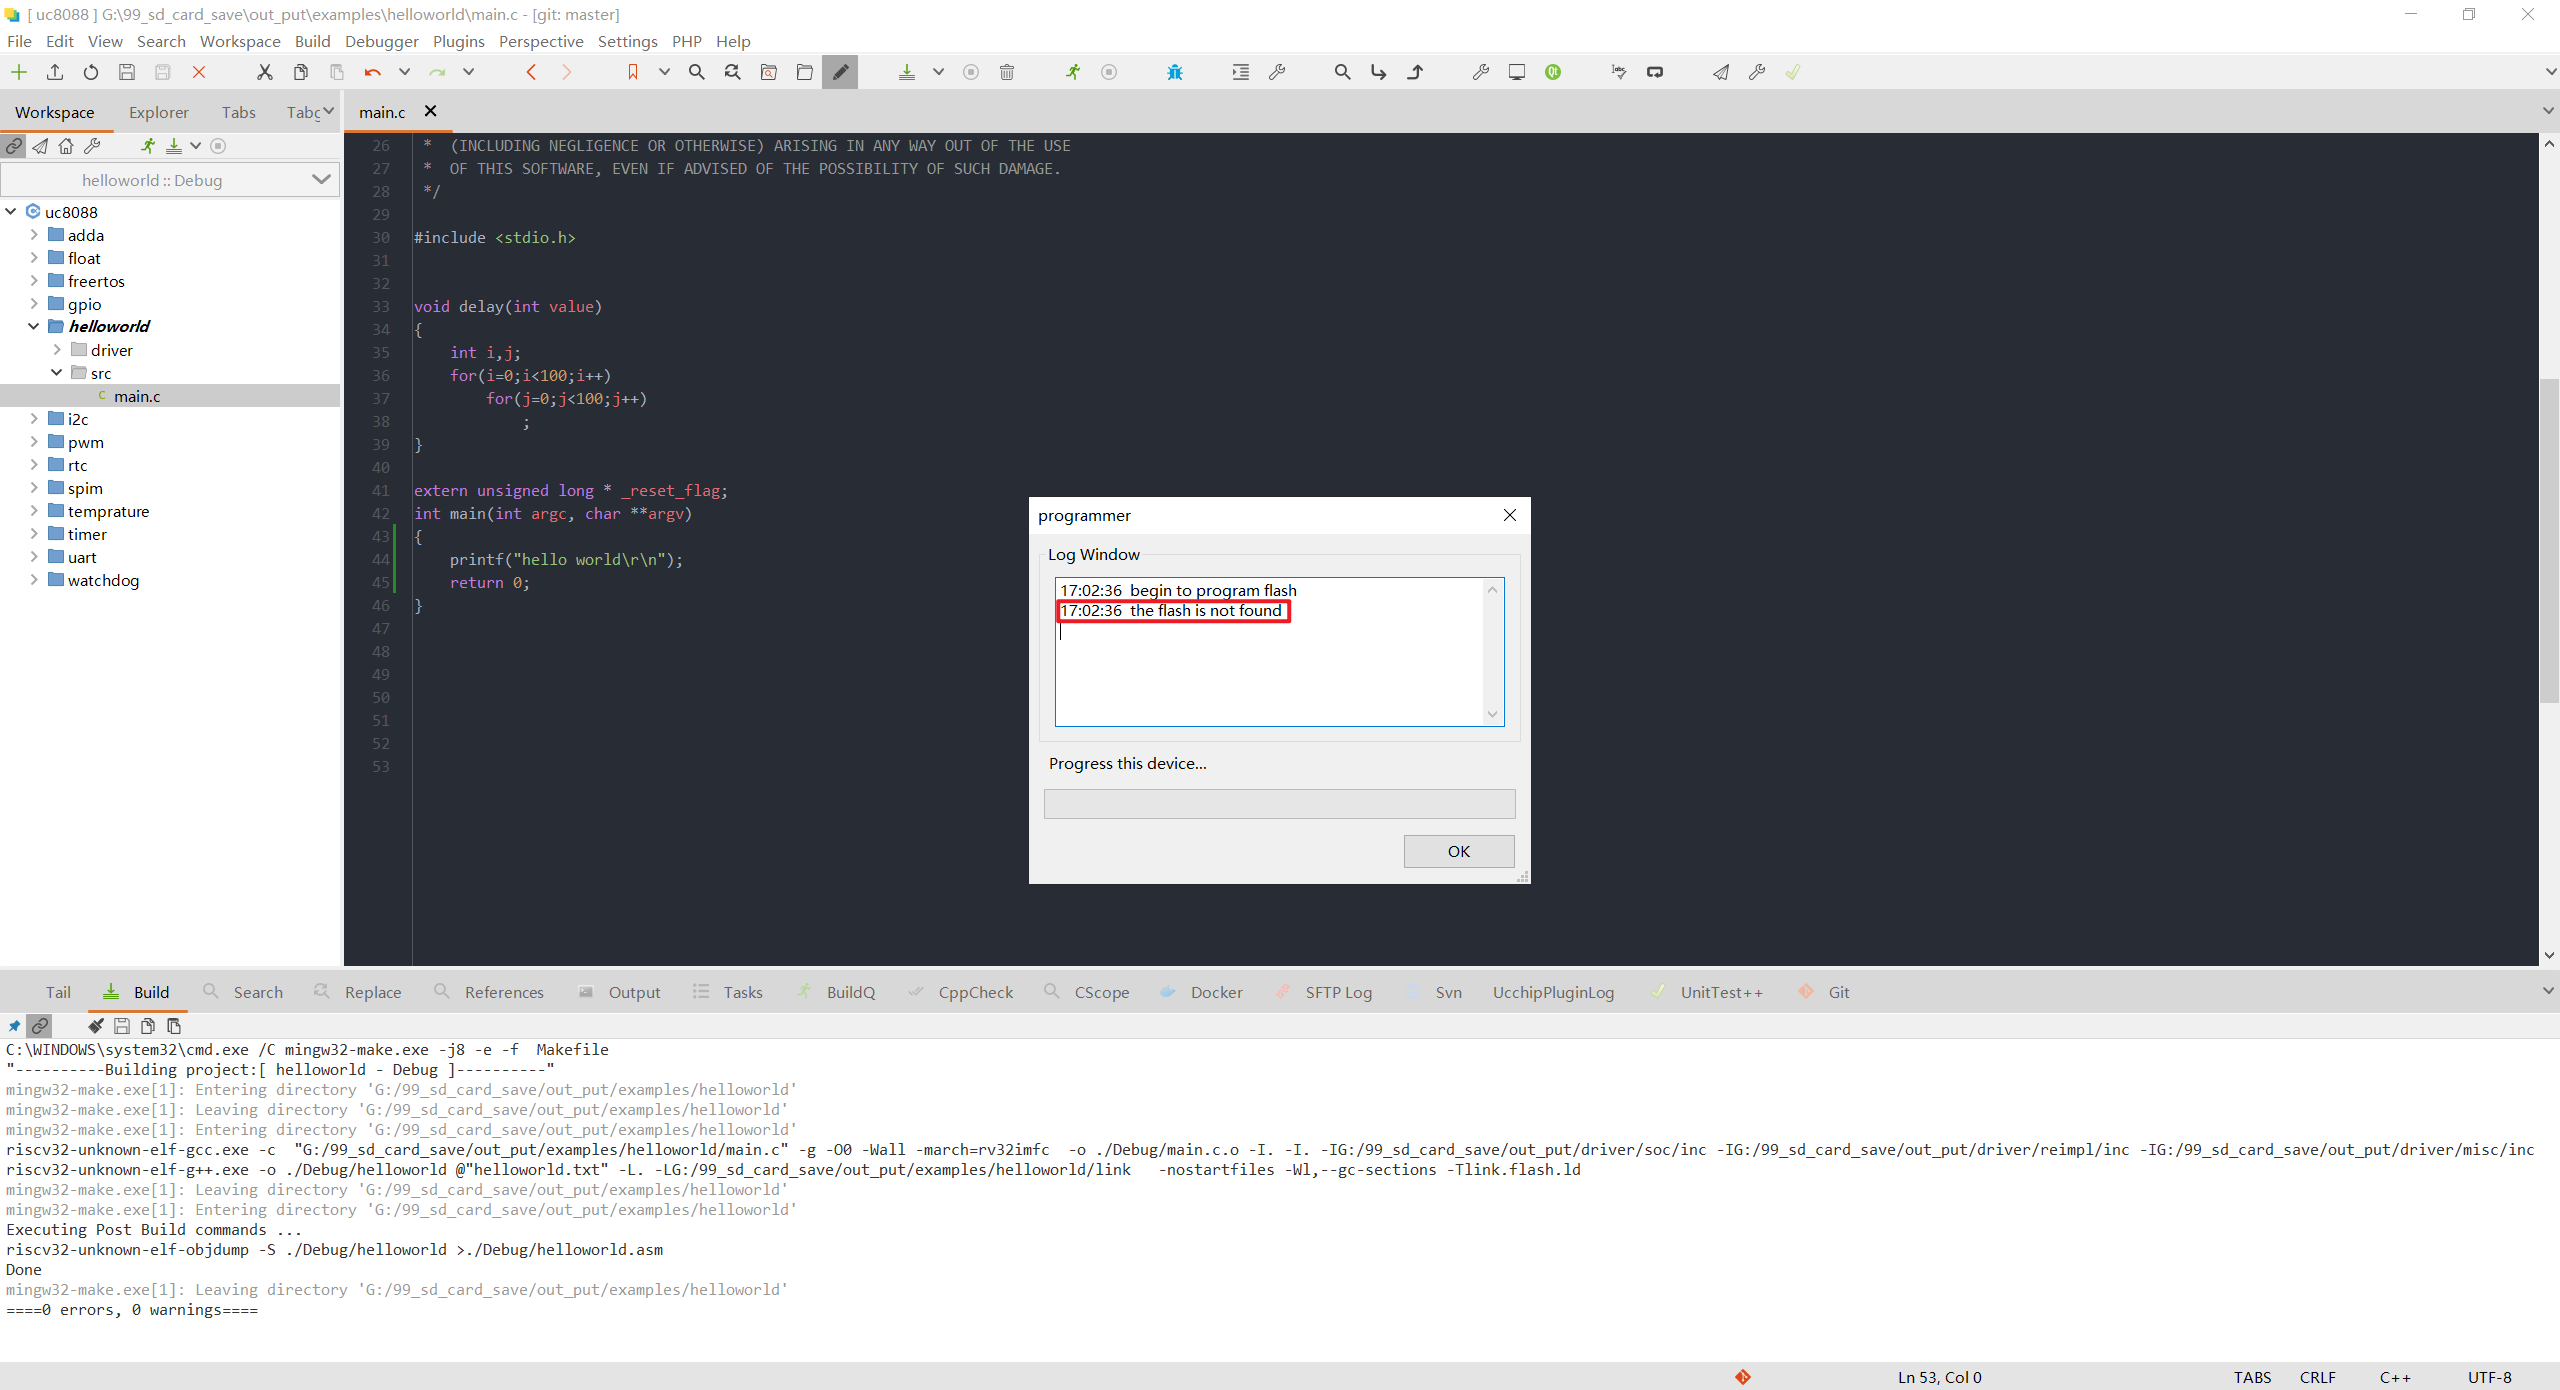 [ uc8088 ] G:\99_sd_card_save\out_put\examples\helloworld\main.c - [git: master]
File Edit View Search Workspace Build Debugger Plugins Perspective Settings PHP Help
Workspace Explorer Tabs Tabg
main.c
helloworld :: Debug
uc8088
adda
float
freertos
gpio
helloworld
driver
src
main.c
i2c
pwm
rtc
spim
temprature
timer
uart
watchdog
26 * (INCLUDING NEGLIGENCE OR OTHERWISE) ARISING IN ANY WAY OUT OF THE USE
27 * OF THIS SOFTWARE, EVEN IF ADVISED OF THE POSSIBILITY OF SUCH DAMAGE.
28 */
29
30 #include <stdio.h>
31
32
33 void delay(int value)
34 {
35 int i,j;
36 for(i=0;i<100;i++)
37 for(j=0;j<100;j++)
38 ;
39 }
40
41 extern unsigned long * _reset_flag;
42 int main(int argc, char **argv)
43 {
44 printf("hello world\r\n");
45 return 0;
46 }
47
48
49
50
51
52
53
programmer
Log Window
17:02:36 begin to program flash
17:02:36 the flash is not found
Progress this device...
OK
Tail Build Search Replace References Output Tasks BuildQ CppCheck CScope Docker SFTP Log Svn UcchipPluginLog UnitTest++ Git
C:\WINDOWS\system32\cmd.exe /C mingw32-make.exe -j8 -e -f Makefile
"----------Building project:[ helloworld - Debug ]----------"
mingw32-make.exe[1]: Entering directory 'G:/99_sd_card_save/out_put/examples/helloworld'
mingw32-make.exe[1]: Leaving directory 'G:/99_sd_card_save/out_put/examples/helloworld'
mingw32-make.exe[1]: Entering directory 'G:/99_sd_card_save/out_put/examples/helloworld'
riscv32-unknown-elf-gcc.exe -c "G:/99_sd_card_save/out_put/examples/helloworld/main.c" -g -O0 -Wall -march=rv32imfc -o ./Debug/main.c.o -I. -I. -IG:/99_sd_card_save/out_put/driver/soc/inc -IG:/99_sd_card_save/out_put/driver/reimpl/inc -IG:/99_sd_card_save/out_put/driver/misc/inc
riscv32-unknown-elf-g++.exe -o ./Debug/helloworld @"helloworld.txt" -L. -LG:/99_sd_card_save/out_put/examples/helloworld/link -nostartfiles -Wl,--gc-sections -Tlink.flash.ld
mingw32-make.exe[1]: Leaving directory 'G:/99_sd_card_save/out_put/examples/helloworld'
mingw32-make.exe[1]: Entering directory 'G:/99_sd_card_save/out_put/examples/helloworld'
Executing Post Build commands ...
riscv32-unknown-elf-objdump -S ./Debug/helloworld >./Debug/helloworld.asm
Done
mingw32-make.exe[1]: Leaving directory 'G:/99_sd_card_save/out_put/examples/helloworld'
====0 errors, 0 warnings====
Ln 53, Col 0 TABS CRLF C++ UTF-8